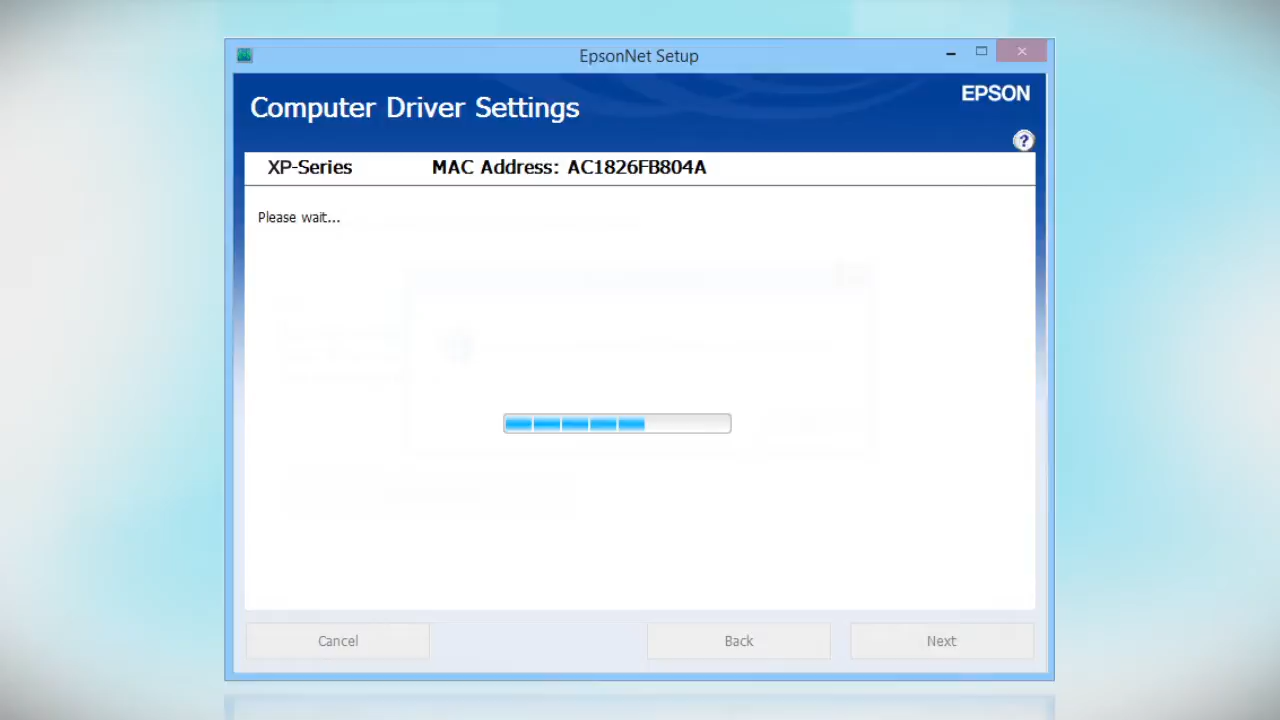 EpsonNet Setup
EPSON
Computer Driver Settings
?
XP-Series MAC Address: AC1826FB804A
Please wait...
Cancel Back Next